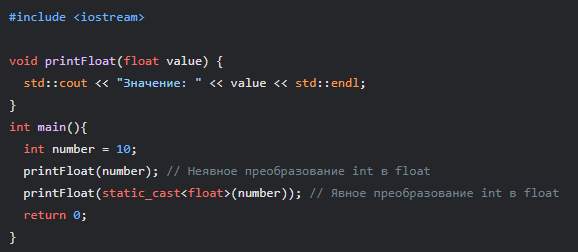 #include <iostream>

void printFloat(float value) {
  std::cout << "Значение: " << value << std::endl;
}
int main(){
  int number = 10;
  printFloat(number); // Неявное преобразование int в float
  printFloat(static_cast<float>(number)); // Явное преобразование int в float
  return 0;
}